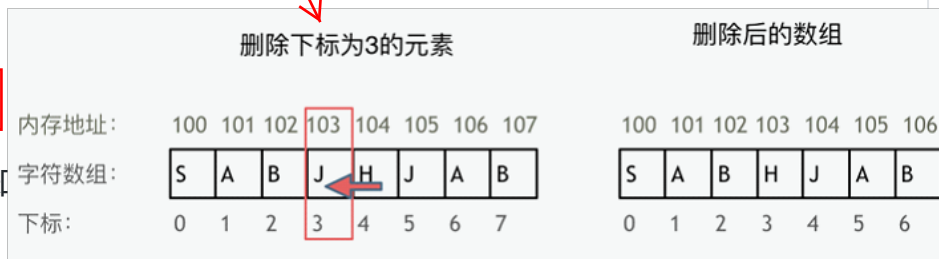 删除下标为3的元素
删除后的数组
内存地址： 100 101 102 103 104 105 106 107
100 101 102 103 104 105 106
字符数组： S A B J H J A B
S A B H J A B
下标： 0 1 2 3 4 5 6 7
0 1 2 3 4 5 6